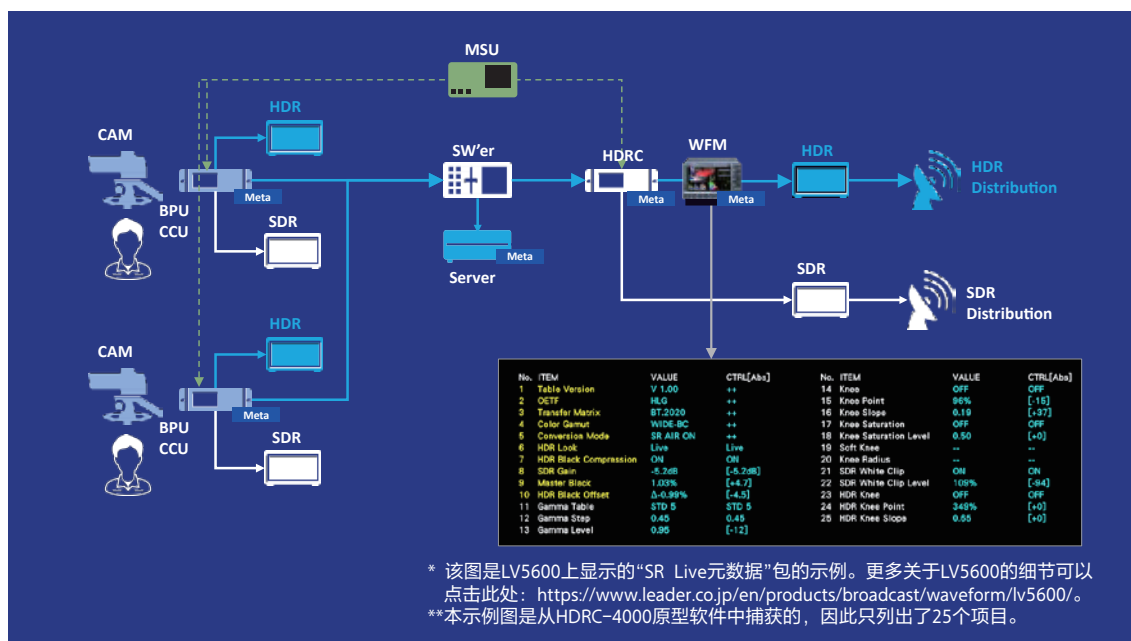 MSU
HDR
CAM
SW'er
HDRC
WFM
HDR
HDR
Distribution
Meta
Meta
Meta
BPU
CCU
SDR
Meta
Server
SDR
SDR
Distribution
HDR
CAM
Meta
BPU
CCU
SDR
No. ITEM VALUE CTRL[Abs]
1 Table Version V 1.00 ++
2 OETF HLG ++
3 Transfer Matrix BT.2020 ++
4 Color Gamut WIDE-BC ++
5 Conversion Mode SR AIR ON ++
6 HDR Look Live Live
7 HDR Black Compression ON ON
8 SDR Gain -5.2dB [-5.2dB]
9 Master Black 1.03% [+4.7]
10 HDR Black Offset Δ-0.99% [-4.5]
11 Gamma Table STD 5 STD 5
12 Gamma Step 0.45 0.45
13 Gamma Level 0.95 [-12]
No. ITEM VALUE CTRL[Abs]
14 Knee OFF OFF
15 Knee Point 96% [-15]
16 Knee Slope 0.19 [+37]
17 Knee Saturation OFF OFF
18 Knee Saturation Level 0.50 [+0]
19 Soft Knee -- --
20 Knee Radius -- --
21 SDR White Clip ON ON
22 SDR White Clip Level 109% [-94]
23 HDR Knee OFF OFF
24 HDR Knee Point 349% [+0]
25 HDR Knee Slope 0.55 [+0]
* 该图是LV5600上显示的“SR Live元数据”包的示例。更多关于LV5600的细节可以
点击此处：https://www.leader.co.jp/en/products/broadcast/waveform/lv5600/。
**本示例图是从HDRC-4000原型软件中捕获的，因此只列出了25个项目。